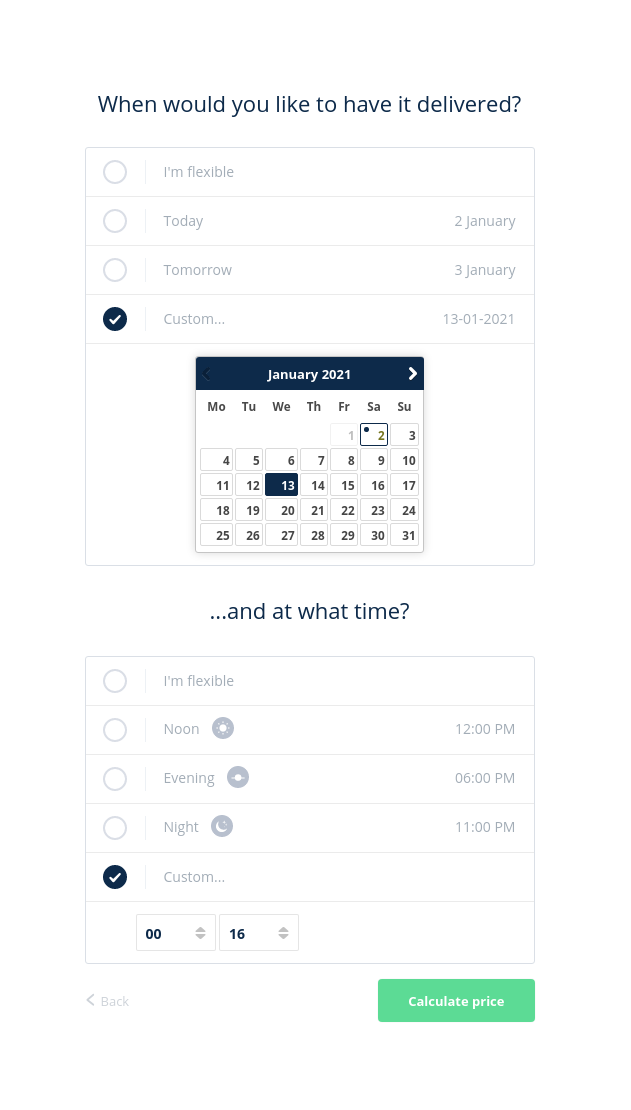 When would you like to have it delivered?
I'm flexible
Today 2 January
Tomorrow 3 January
Custom... 13-01-2021
January 2021
Mo Tu We Th Fr Sa Su
1 2 3
4 5 6 7 8 9 10
11 12 13 14 15 16 17
18 19 20 21 22 23 24
25 26 27 28 29 30 31
...and at what time?
I'm flexible
Noon 12:00 PM
Evening 06:00 PM
Night 11:00 PM
Custom...
00 16
Back Calculate price